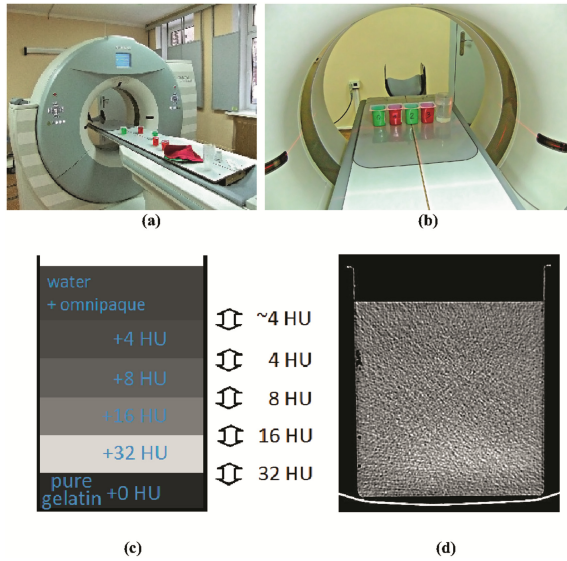 (a)
(b)
water
+ omnipaque
~4 HU
+4 HU
4 HU
+8 HU
8 HU
+16 HU
16 HU
+32 HU
32 HU
pure
gelatin
+0 HU
(c)
(d)